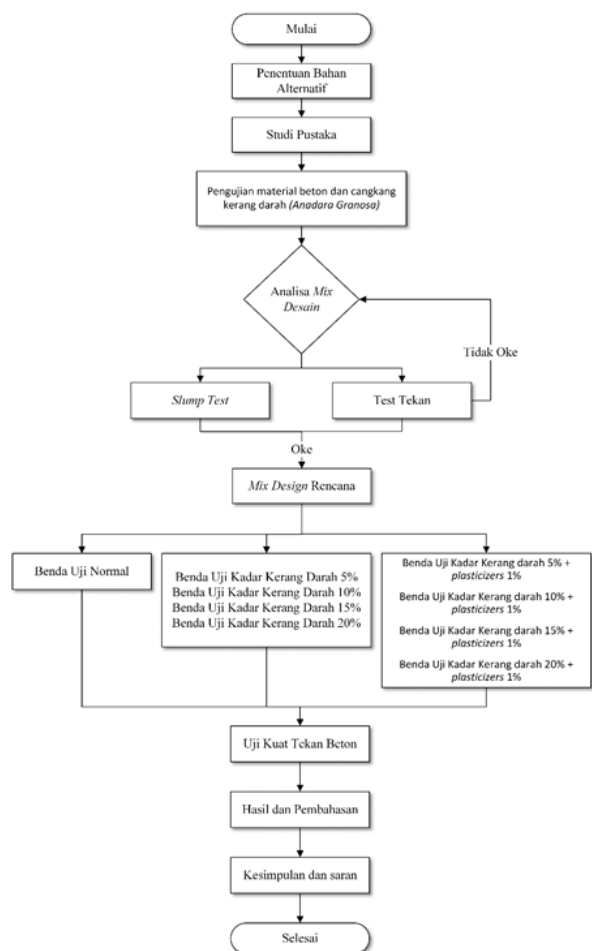 Mulai
Penentuan Bahan
Alternatif
Studi Pustaka
Pengujian material beton dan cangkang
kerang darah (Anadara Granosa)
Analisa Mix
Desain
Tidak Oke
Slump Test
Test Tekan
Oke
Mix Design Rencana
Benda Uji Normal
Benda Uji Kadar Kerang Darah 5%
Benda Uji Kadar Kerang Darah 10%
Benda Uji Kadar Kerang Darah 15%
Benda Uji Kadar Kerang Darah 20%
Benda Uji Kadar Kerang darah 5% +
plasticizers 1%
Benda Uji Kadar Kerang darah 10% +
plasticizers 1%
Benda Uji Kadar Kerang darah 15% +
plasticizers 1%
Benda Uji Kadar Kerang darah 20% +
plasticizers 1%
Uji Kuat Tekan Beton
Hasil dan Pembahasan
Kesimpulan dan saran
Selesai